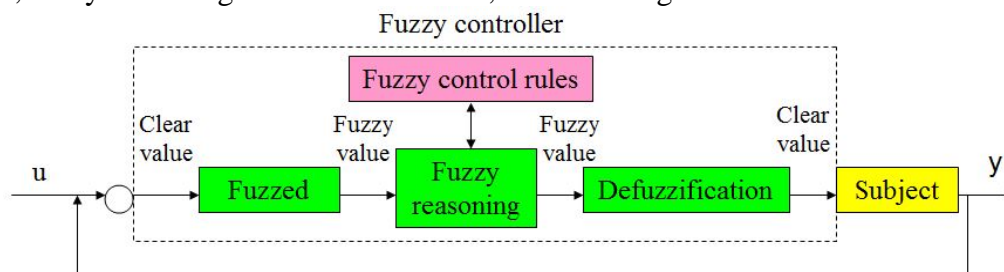 Fuzzy controller
Fuzzy control rules
Clear
value
Fuzzy
value
Fuzzy
value
Clear
value
u
Fuzzed
Fuzzy
reasoning
Defuzzification
Subject
y